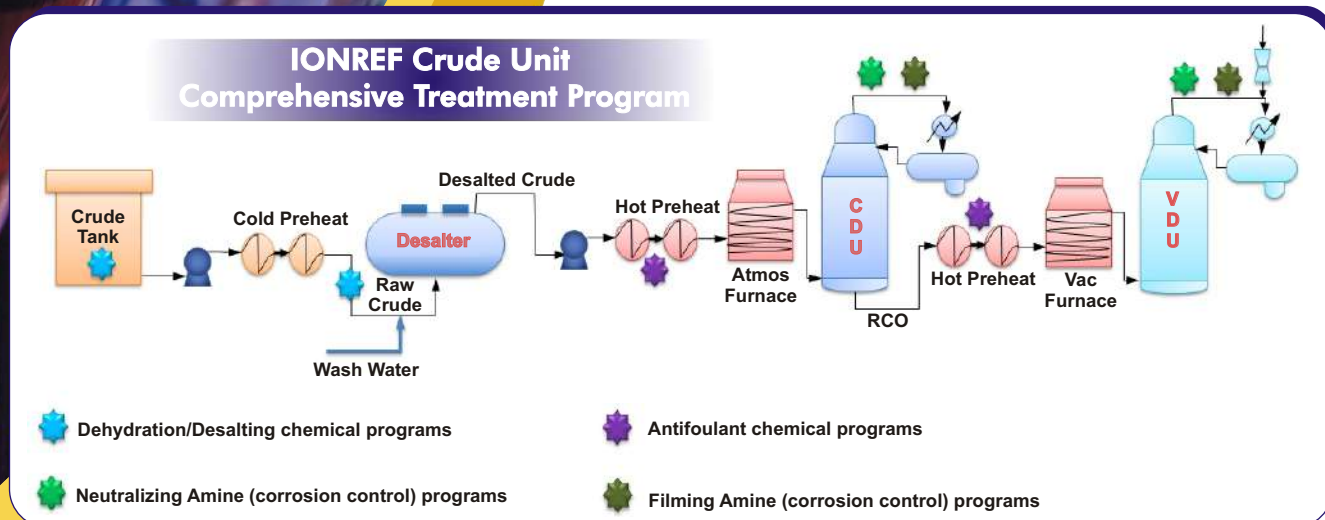 IONREF Crude Unit
Comprehensive Treatment Program
Crude
Tank
Cold Preheat
Raw
Crude
Wash Water
Desalter
Desalted Crude
Hot Preheat
Atmos
Furnace
C
D
U
RCO
Hot Preheat
Vac
Furnace
V
D
U
Dehydration/Desalting chemical programs
Antifoulant chemical programs
Neutralizing Amine (corrosion control) programs
Filming Amine (corrosion control) programs